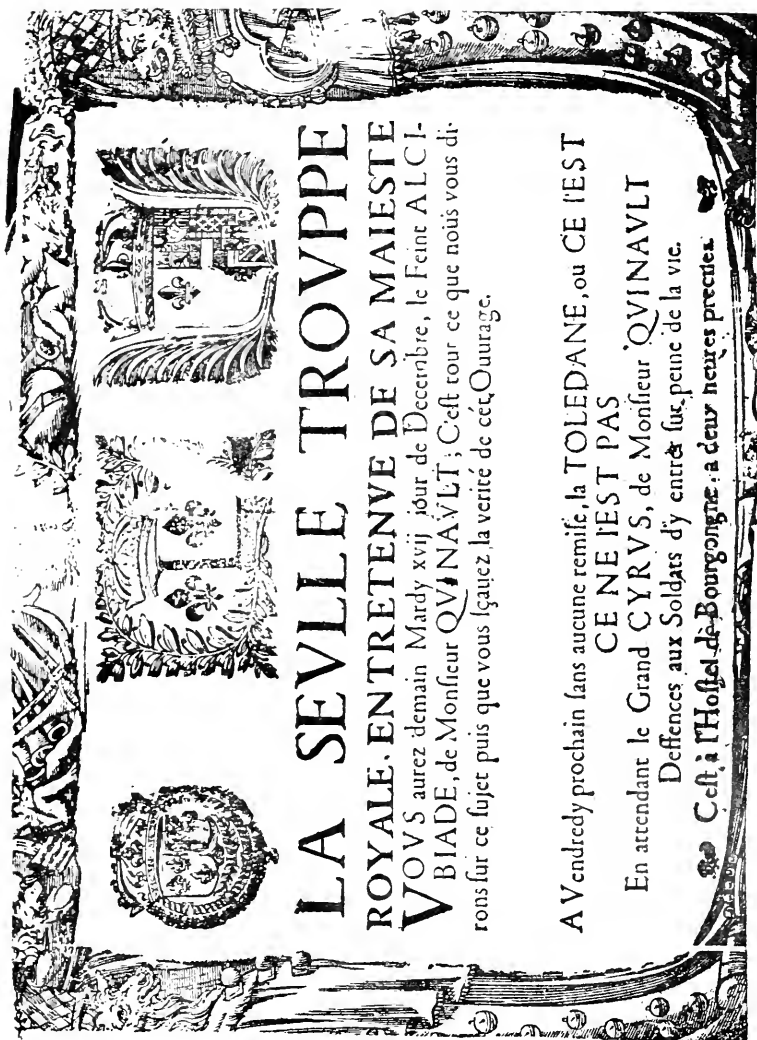 LA SEVLLE TROVPPE
ROYALE, ENTRETENVE DE SA MAIESTE
VOVS aurez demain Mardy xvij jour de Decembre, le Feint ALCI-
BIADE, de Monſieur QVINAVLT; C'eſt tout ce que nous vous di-
rons ſur ce ſujet puis que vous ſçauez la verité de cét Ouurage.
A Vendredy prochain ſans aucune remiſe, la TOLEDANE, ou CE l'EST
CE NE l'EST PAS
En attendant le Grand CYRVS, de Monſieur QVINAVLT
Deffences aux Soldats d'y entrer ſur peine de la vie.
C'eſt à l'Hoſtel de Bourgongne, a deux heures preciſes.